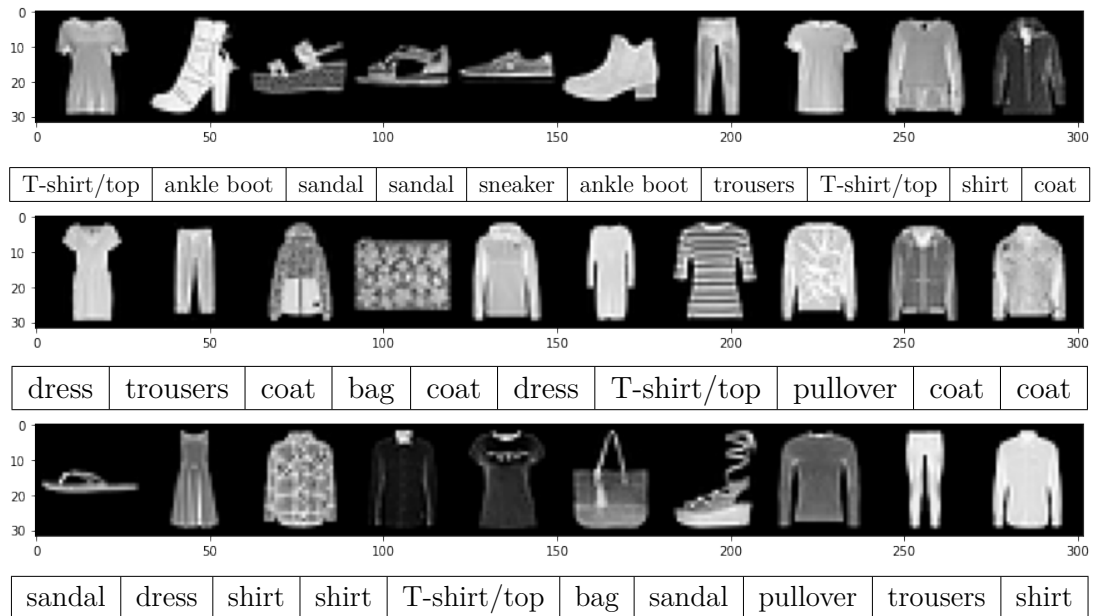 0
10
20
30
0 50 100 150 200 250 300
T-shirt/top ankle boot sandal sandal sneaker ankle boot trousers T-shirt/top shirt coat
0
10
20
30
0 50 100 150 200 250 300
dress trousers coat bag coat dress T-shirt/top pullover coat coat
0
10
20
30
0 50 100 150 200 250 300
sandal dress shirt shirt T-shirt/top bag sandal pullover trousers shirt